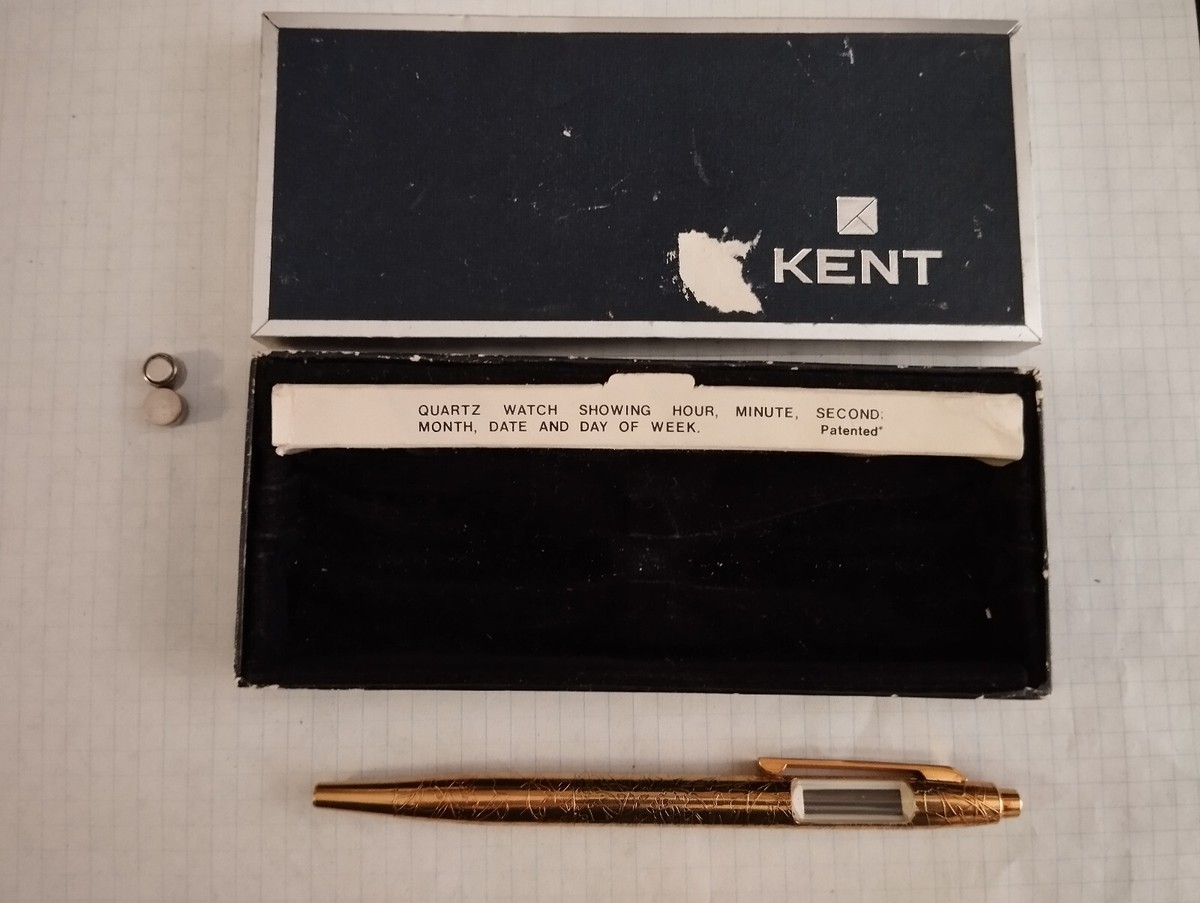 KENT
QUARTZ WATCH SHOWING HOUR, MINUTE, SECOND;
MONTH, DATE AND DAY OF WEEK.
Patented*